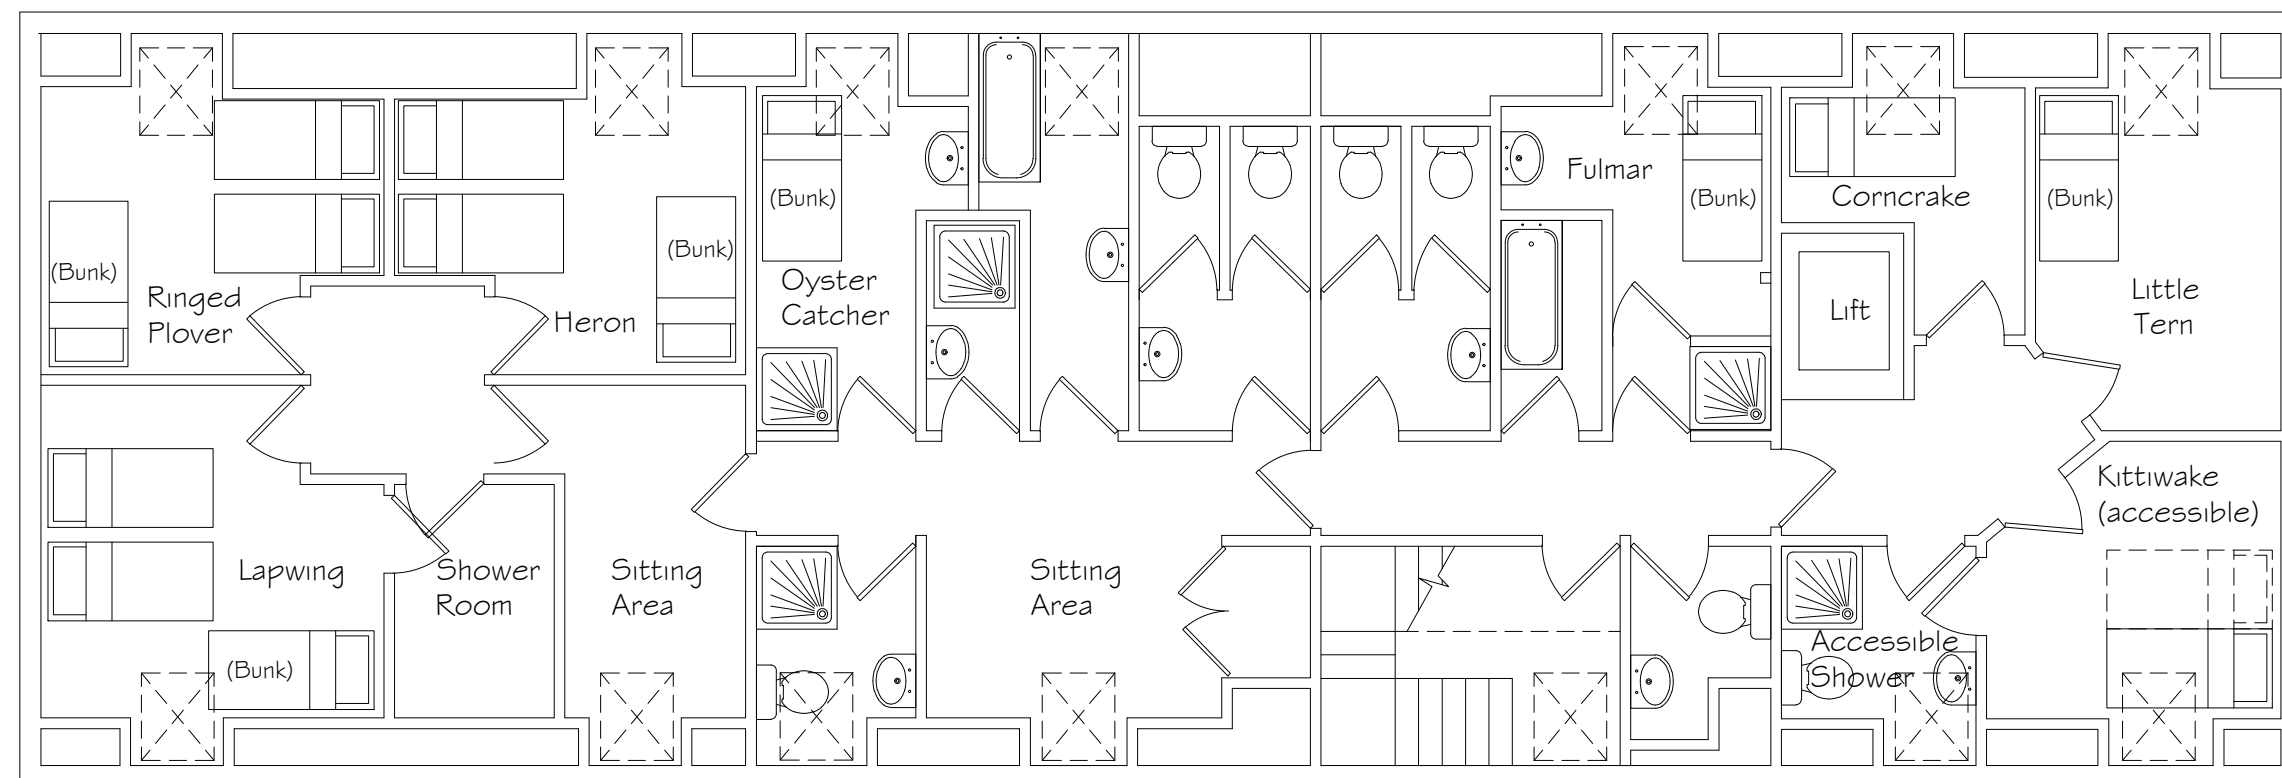 (Bunk)
Ringed
Plover
Heron
(Bunk)
(Bunk)
Oyster
Catcher
Fulmar
(Bunk)
Corncrake
Lift
(Bunk)
Little
Tern
Lapwing
(Bunk)
Shower
Room
Sitting
Area
Sitting
Area
Accessible
Shower
Kittiwake
(accessible)